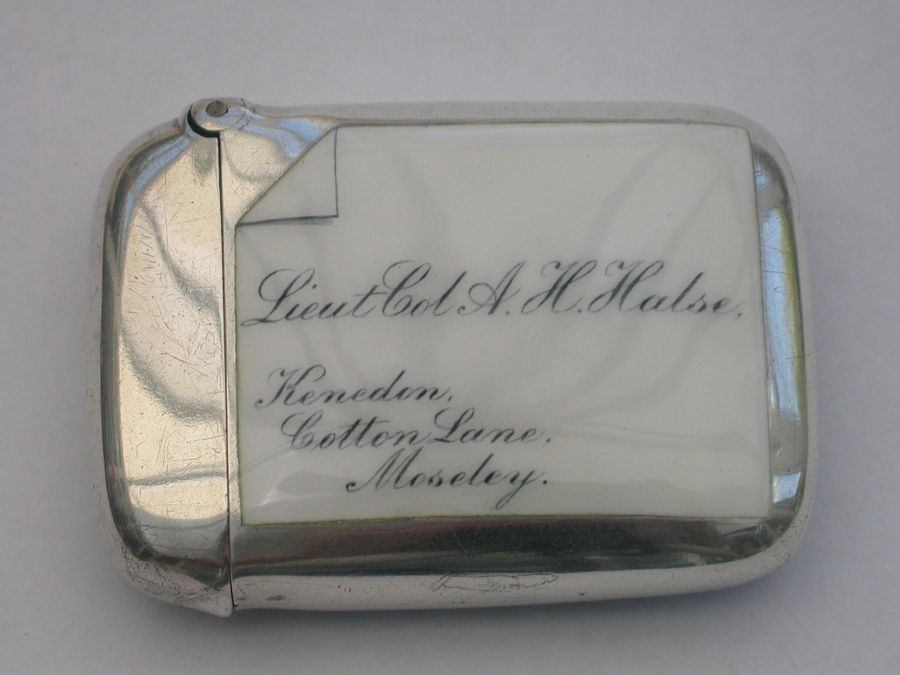 Lieut Col A. H. Halse,
Kenedon,
Cotton Lane,
Moseley.